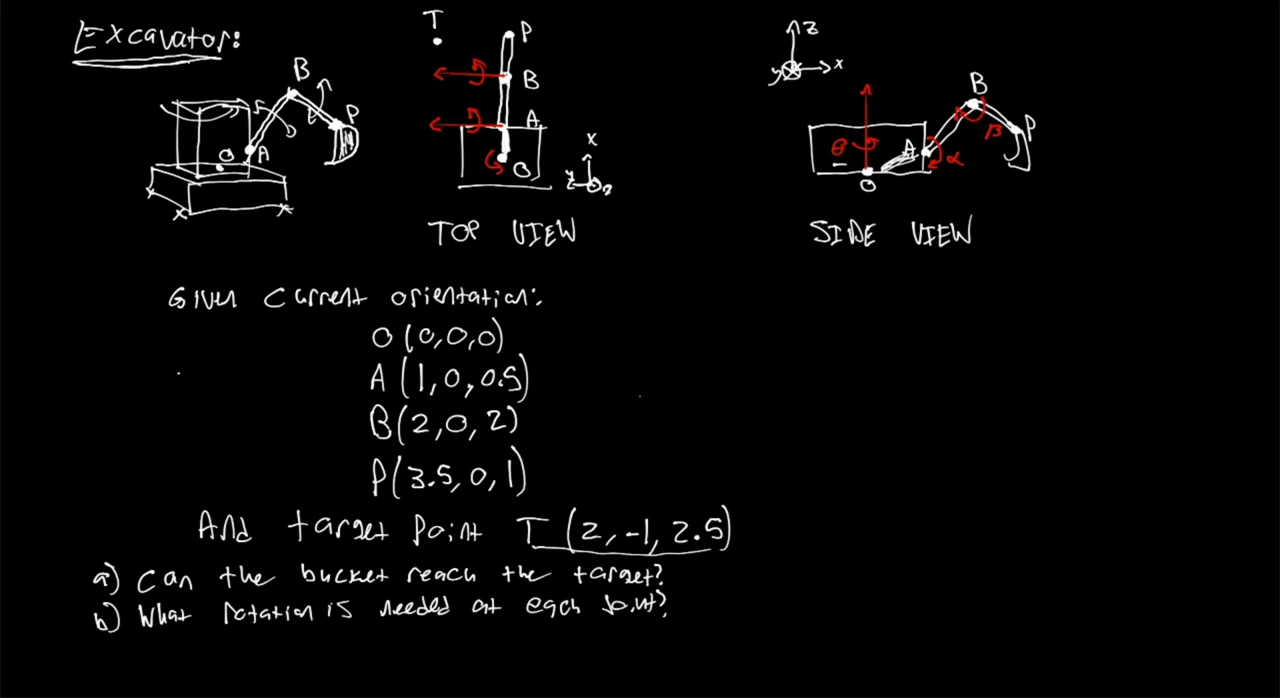 Excavator:
B
P
O
A
T
P
B
A
O
x
y
z
TOP VIEW
z
x
y
B
β
P
A
α
θ
O
SIDE VIEW
Given current orientation:
O (0,0,0)
A (1,0,0.5)
B (2,0,2)
P (3.5,0,1)
And target point T (2,-1,2.5)
a) Can the bucket reach the target?
b) What rotation is needed at each joint?